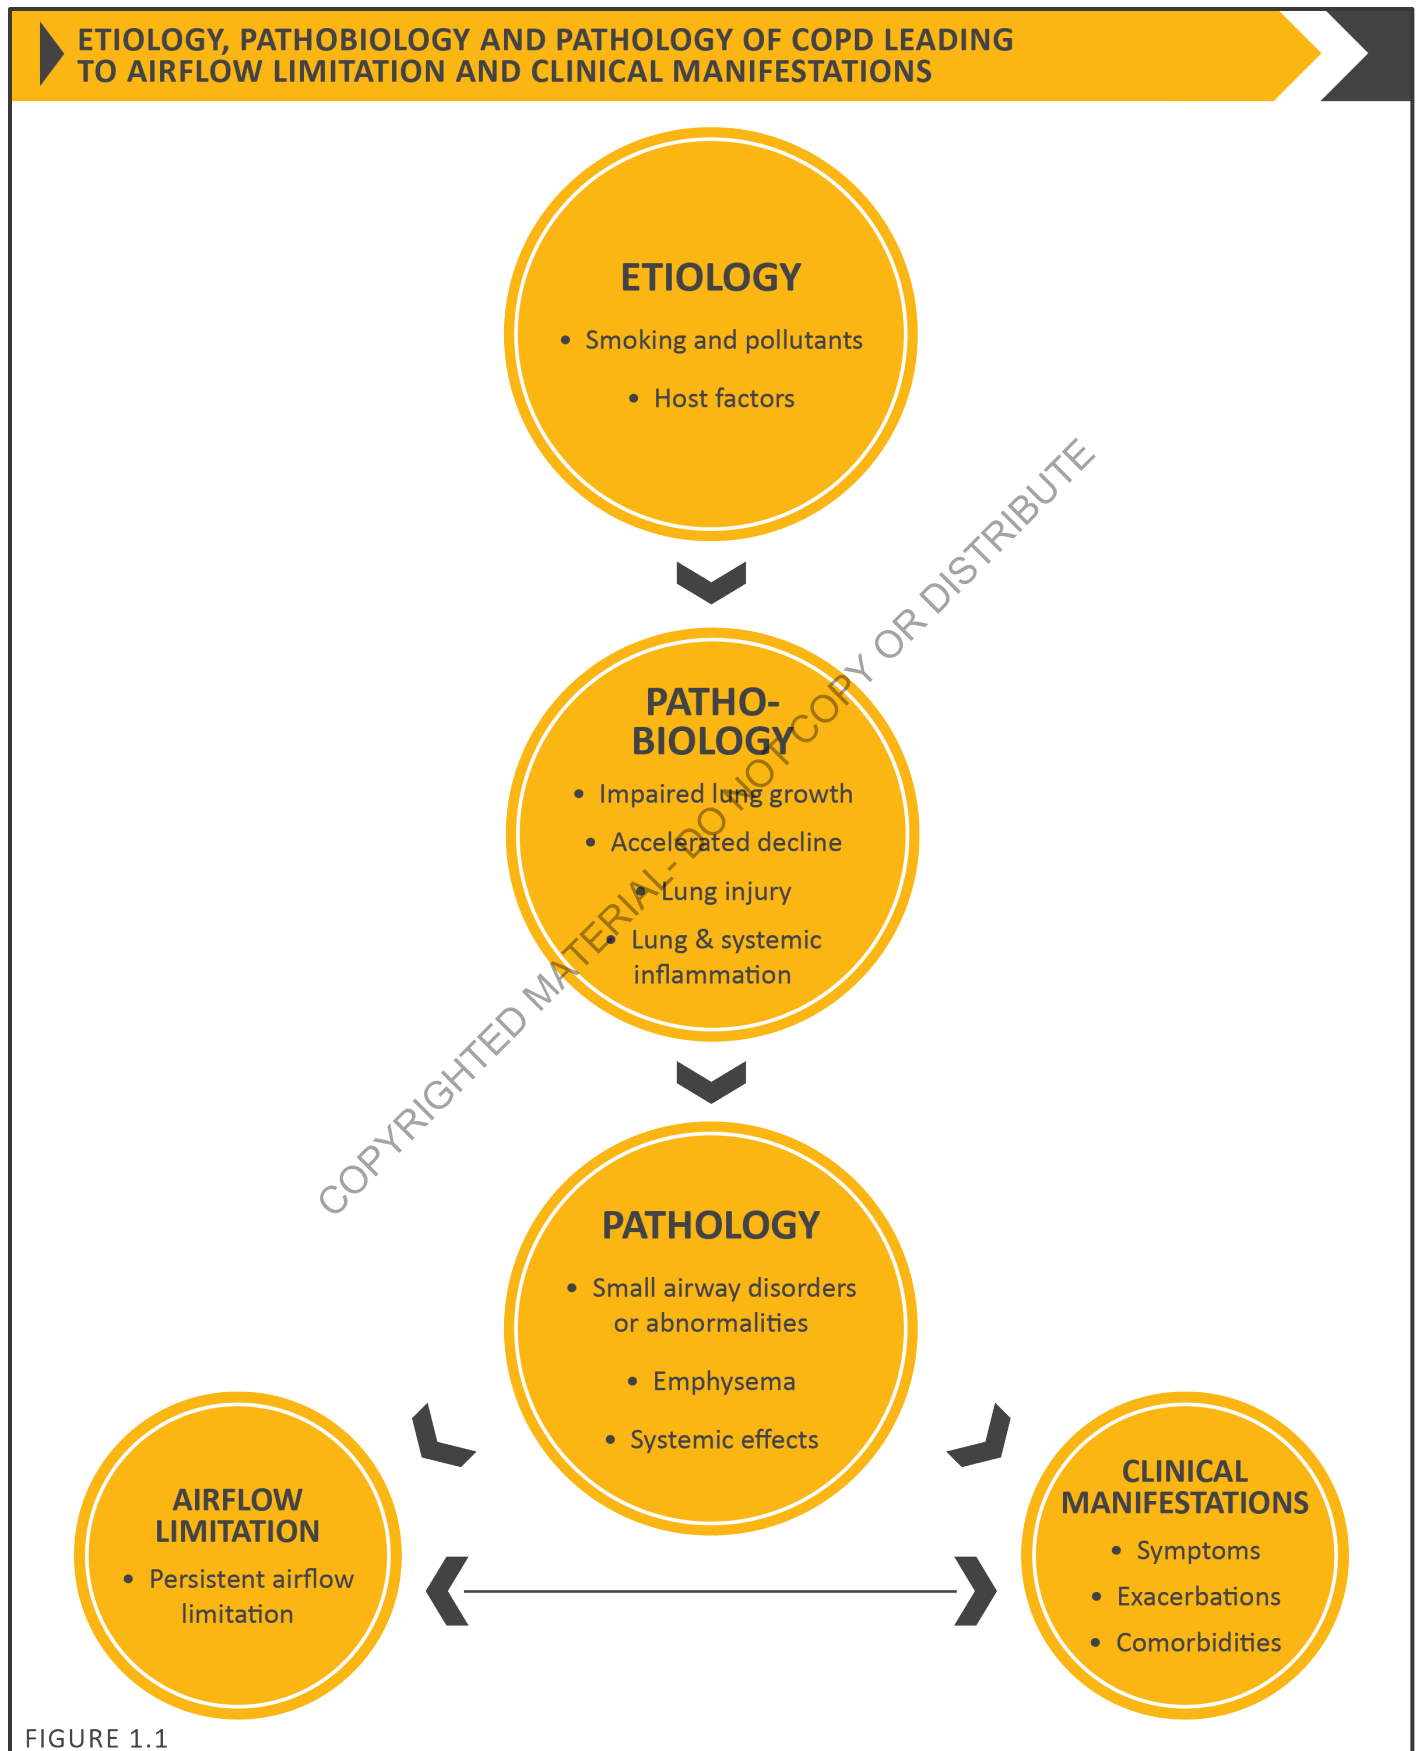 ETIOLOGY, PATHOBIOLOGY AND PATHOLOGY OF COPD LEADING
TO AIRFLOW LIMITATION AND CLINICAL MANIFESTATIONS
ETIOLOGY
• Smoking and pollutants
• Host factors
PATHO-
BIOLOGY
• Impaired lung growth
• Accelerated decline
• Lung injury
• Lung & systemic
inflammation
COPYRIGHTED MATERIAL- DO NOT COPY OR DISTRIBUTE
PATHOLOGY
• Small airway disorders
or abnormalities
• Emphysema
• Systemic effects
AIRFLOW
LIMITATION
• Persistent airflow
limitation
CLINICAL
MANIFESTATIONS
• Symptoms
• Exacerbations
• Comorbidities
FIGURE 1.1